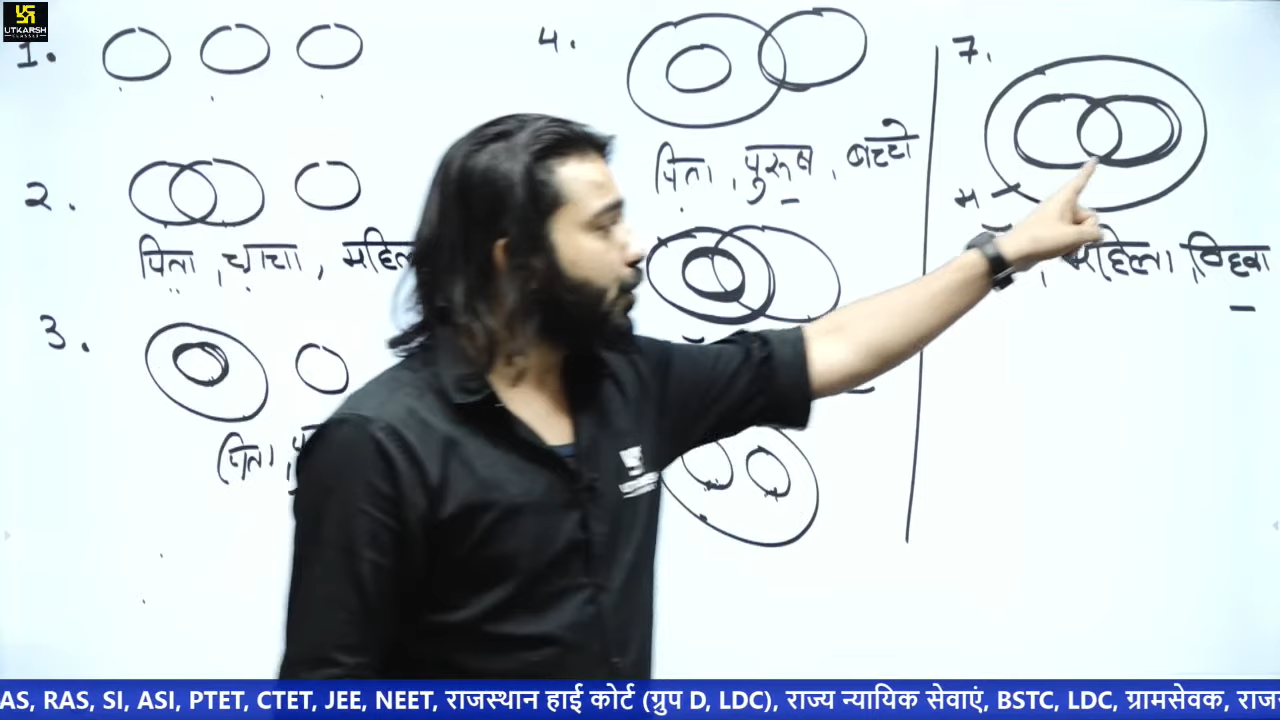 UTKARSH
CLASSES
1.
2.
पिता , चाचा ,
3.
पिता ,
4.
पिता , पुरूष , बच्चे
7.
म
, महिला , विधवा
AS, RAS, SI, ASI, PTET, CTET, JEE, NEET, राजस्थान हाई कोर्ट (ग्रुप D, LDC), राज्य न्यायिक सेवाएं, BSTC, LDC, ग्रामसेवक,